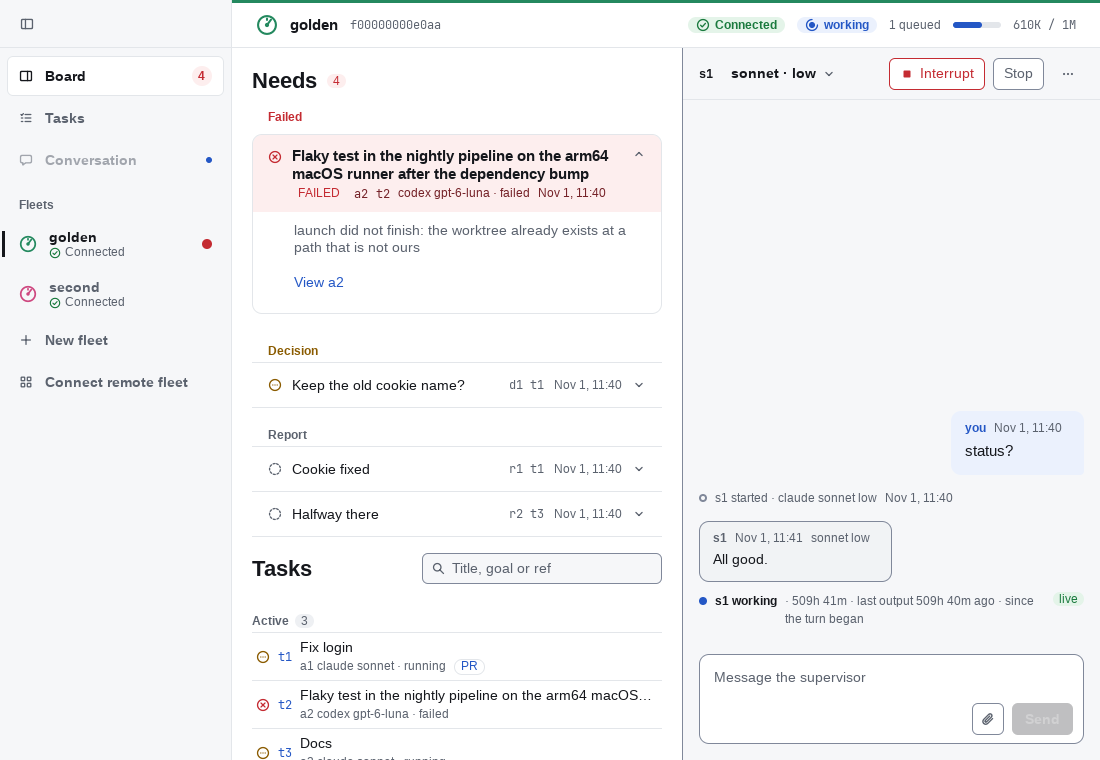 golden f00000000e0aa
Connected
working
1 queued
610K / 1M
Board 4
Tasks
Conversation
Fleets
golden
Connected
second
Connected
New fleet
Connect remote fleet
Needs 4
Failed
Flaky test in the nightly pipeline on the arm64
macOS runner after the dependency bump
FAILED a2 t2 codex gpt-6-luna · failed Nov 1, 11:40
launch did not finish: the worktree already exists at a
path that is not ours
View a2
Decision
Keep the old cookie name? d1 t1 Nov 1, 11:40
Report
Cookie fixed r1 t1 Nov 1, 11:40
Halfway there r2 t3 Nov 1, 11:40
Tasks
Title, goal or ref
Active 3
t1 Fix login
a1 claude sonnet · running PR
t2 Flaky test in the nightly pipeline on the arm64 macOS…
a2 codex gpt-6-luna · failed
t3 Docs
s1 sonnet · low
Interrupt
Stop
you Nov 1, 11:40
status?
s1 started · claude sonnet low Nov 1, 11:40
s1 Nov 1, 11:41 sonnet low
All good.
s1 working · 509h 41m · last output 509h 40m ago · since
the turn began
live
Message the supervisor
Send